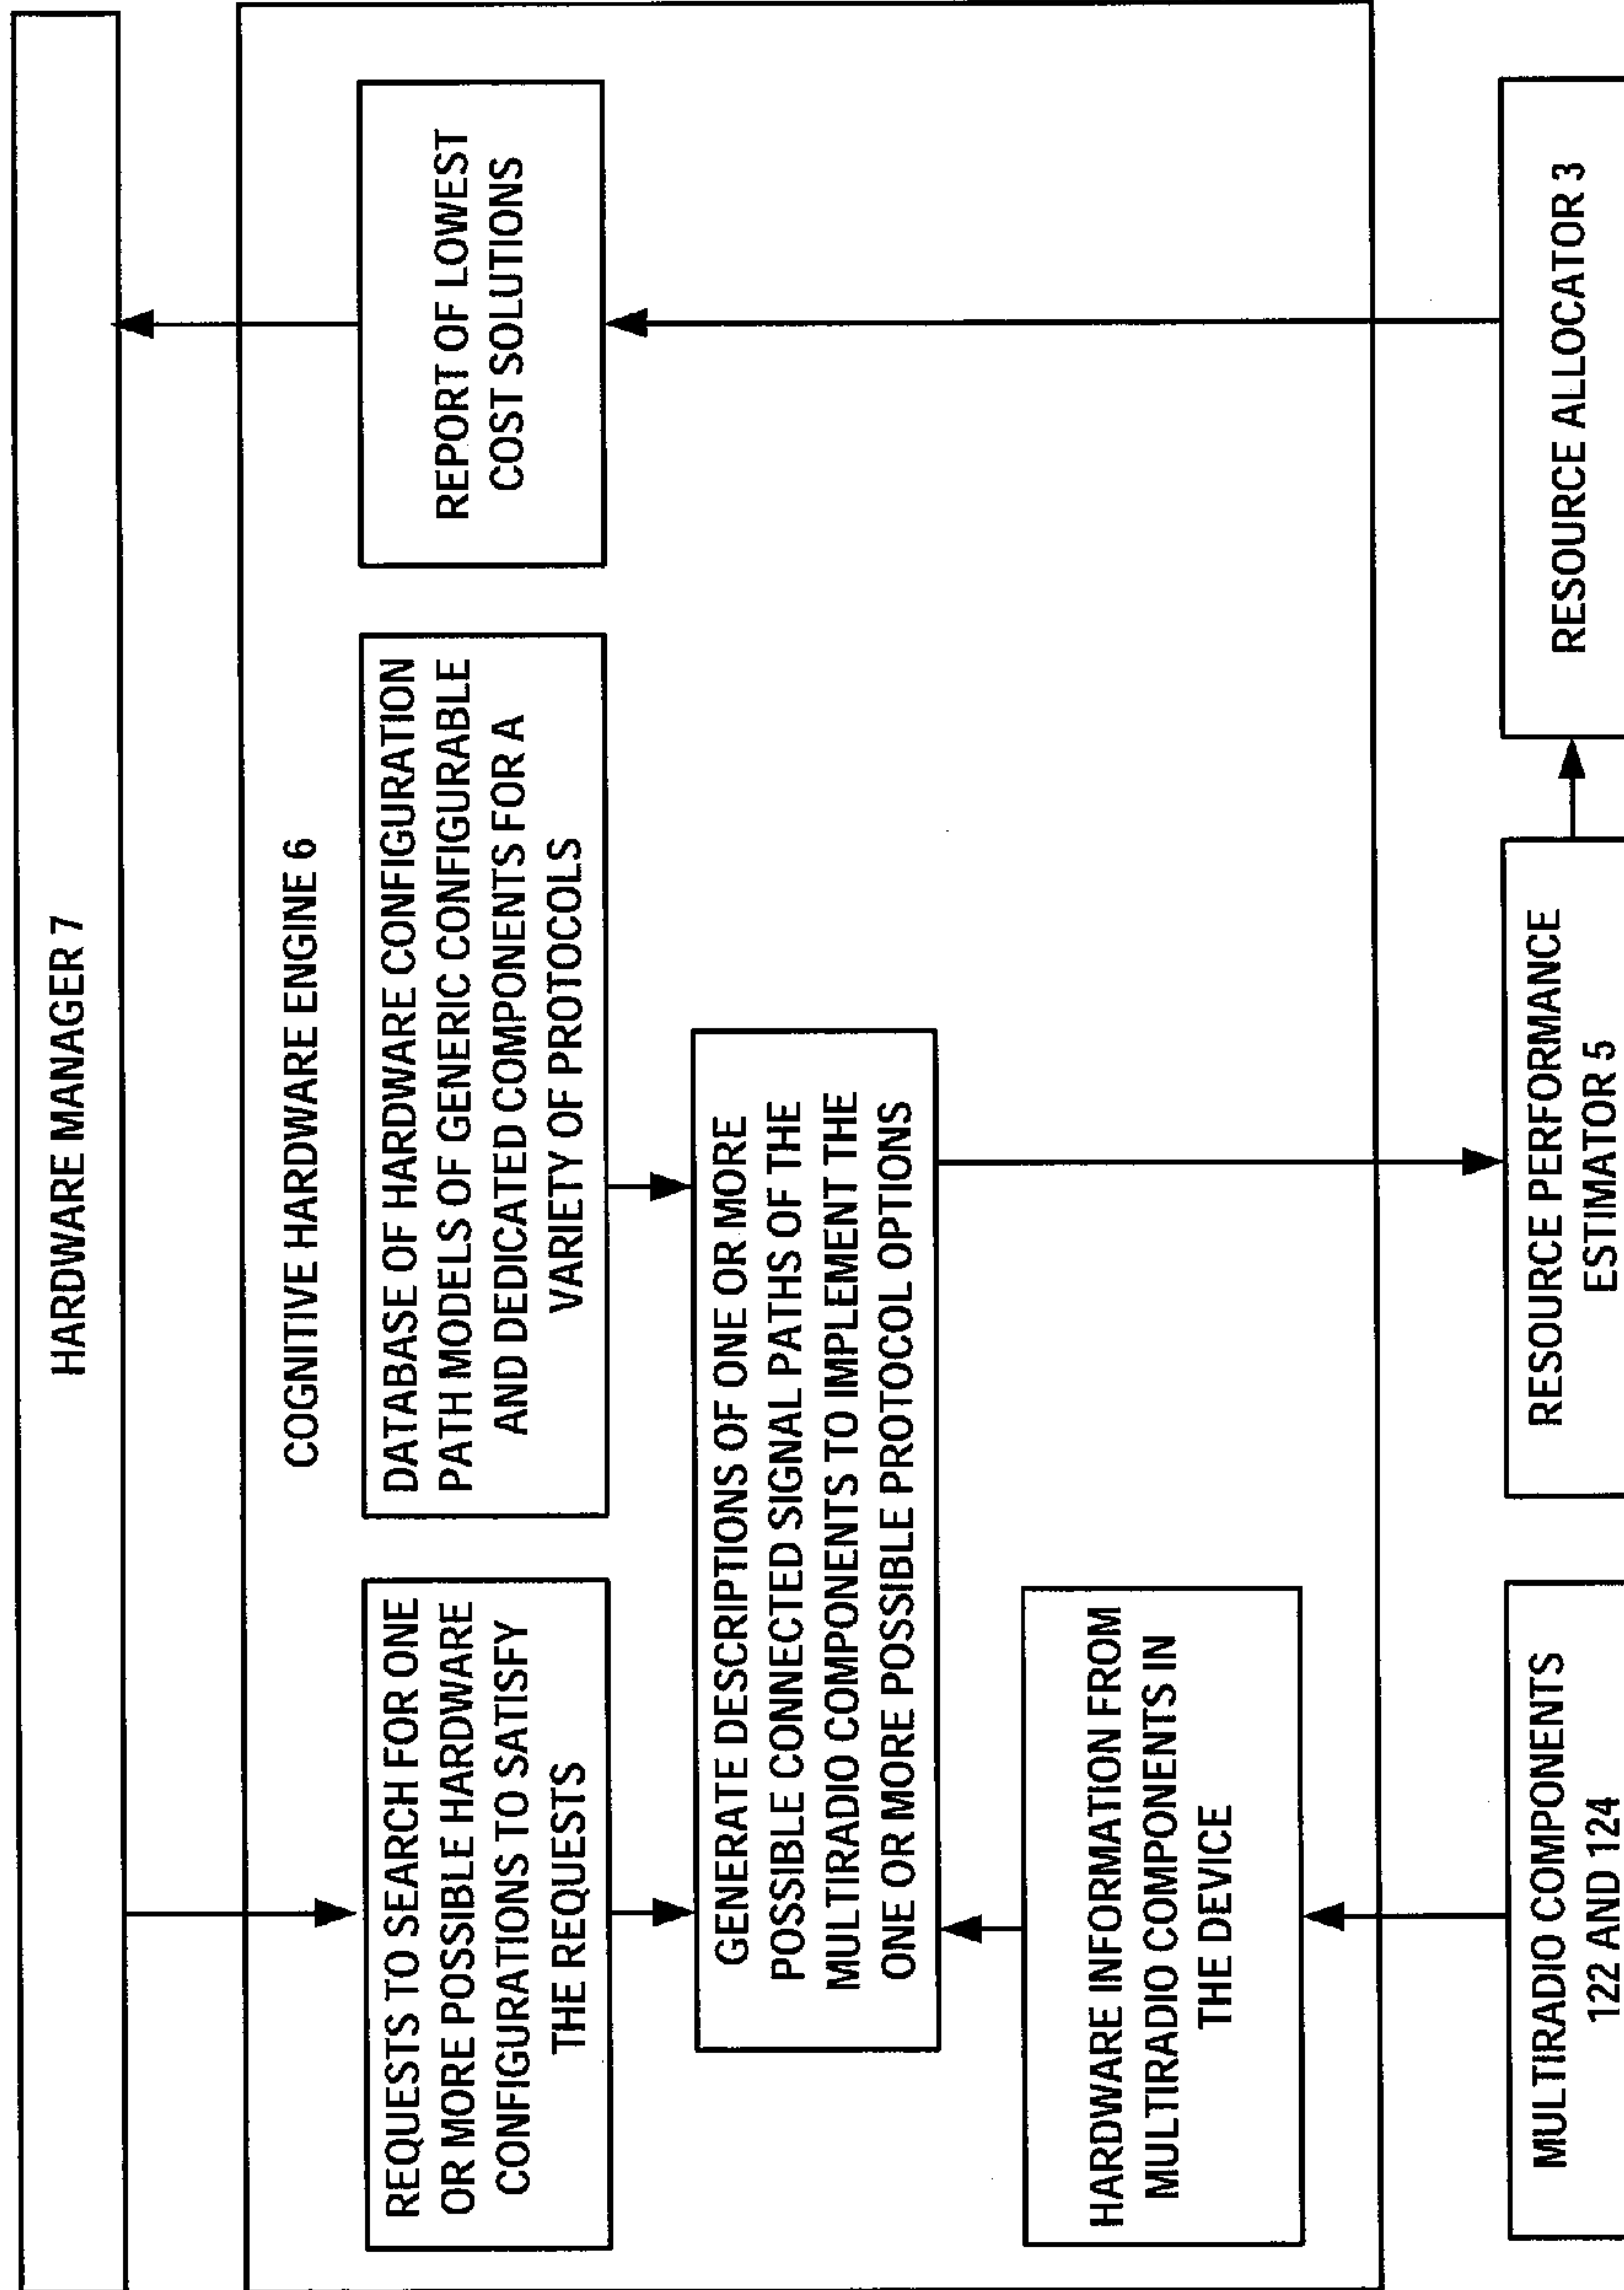 HARDWARE MANAGER 7
COGNITIVE HARDWARE ENGINE 6
REQUESTS TO SEARCH FOR ONE
OR MORE POSSIBLE HARDWARE
CONFIGURATIONS TO SATISFY
THE REQUESTS
DATABASE OF HARDWARE CONFIGURATION
PATH MODELS OF GENERIC CONFIGURABLE
AND DEDICATED COMPONENTS FOR A
VARIETY OF PROTOCOLS
REPORT OF LOWEST
COST SOLUTIONS
GENERATE DESCRIPTIONS OF ONE OR MORE
POSSIBLE CONNECTED SIGNAL PATHS OF THE
MULTIRADIO COMPONENTS TO IMPLEMENT THE
ONE OR MORE POSSIBLE PROTOCOL OPTIONS
HARDWARE INFORMATION FROM
MULTIRADIO COMPONENTS IN
THE DEVICE
MULTIRADIO COMPONENTS
122 AND 124
RESOURCE PERFORMANCE
ESTIMATOR 5
RESOURCE ALLOCATOR 3